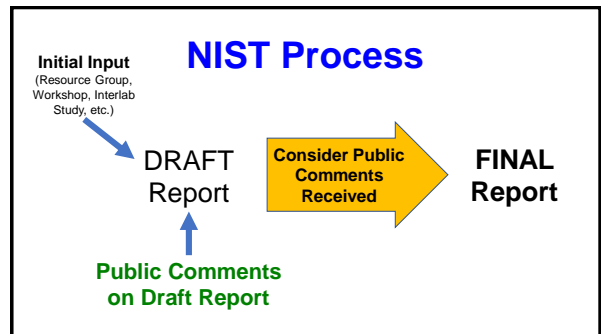 NIST Process
Initial Input
(Resource Group,
Workshop, Interlab
Study, etc.)
DRAFT
Report
Consider Public
Comments
Received
FINAL
Report
Public Comments
on Draft Report